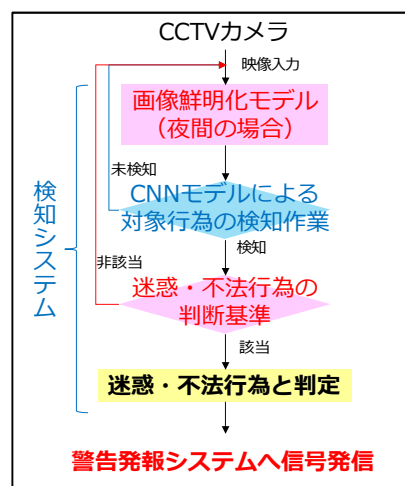 CCTVカメラ
映像入力
画像鮮明化モデル
（夜間の場合）
未検知
CNNモデルによる
対象行為の検知作業
検知
非該当
迷惑・不法行為の
判断基準
該当
迷惑・不法行為と判定
警告発報システムへ信号発信
検知システム